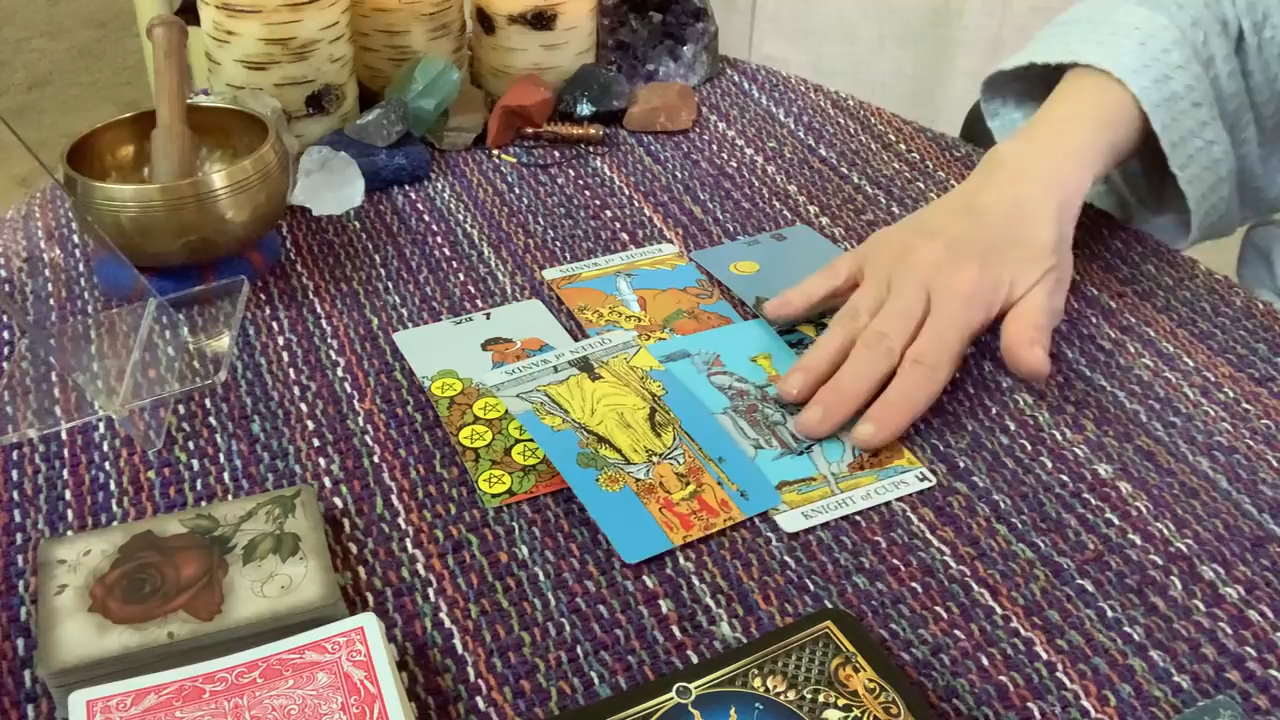 KNIGHT of WANDS
VII
QUEEN of WANDS
KNIGHT of CUPS